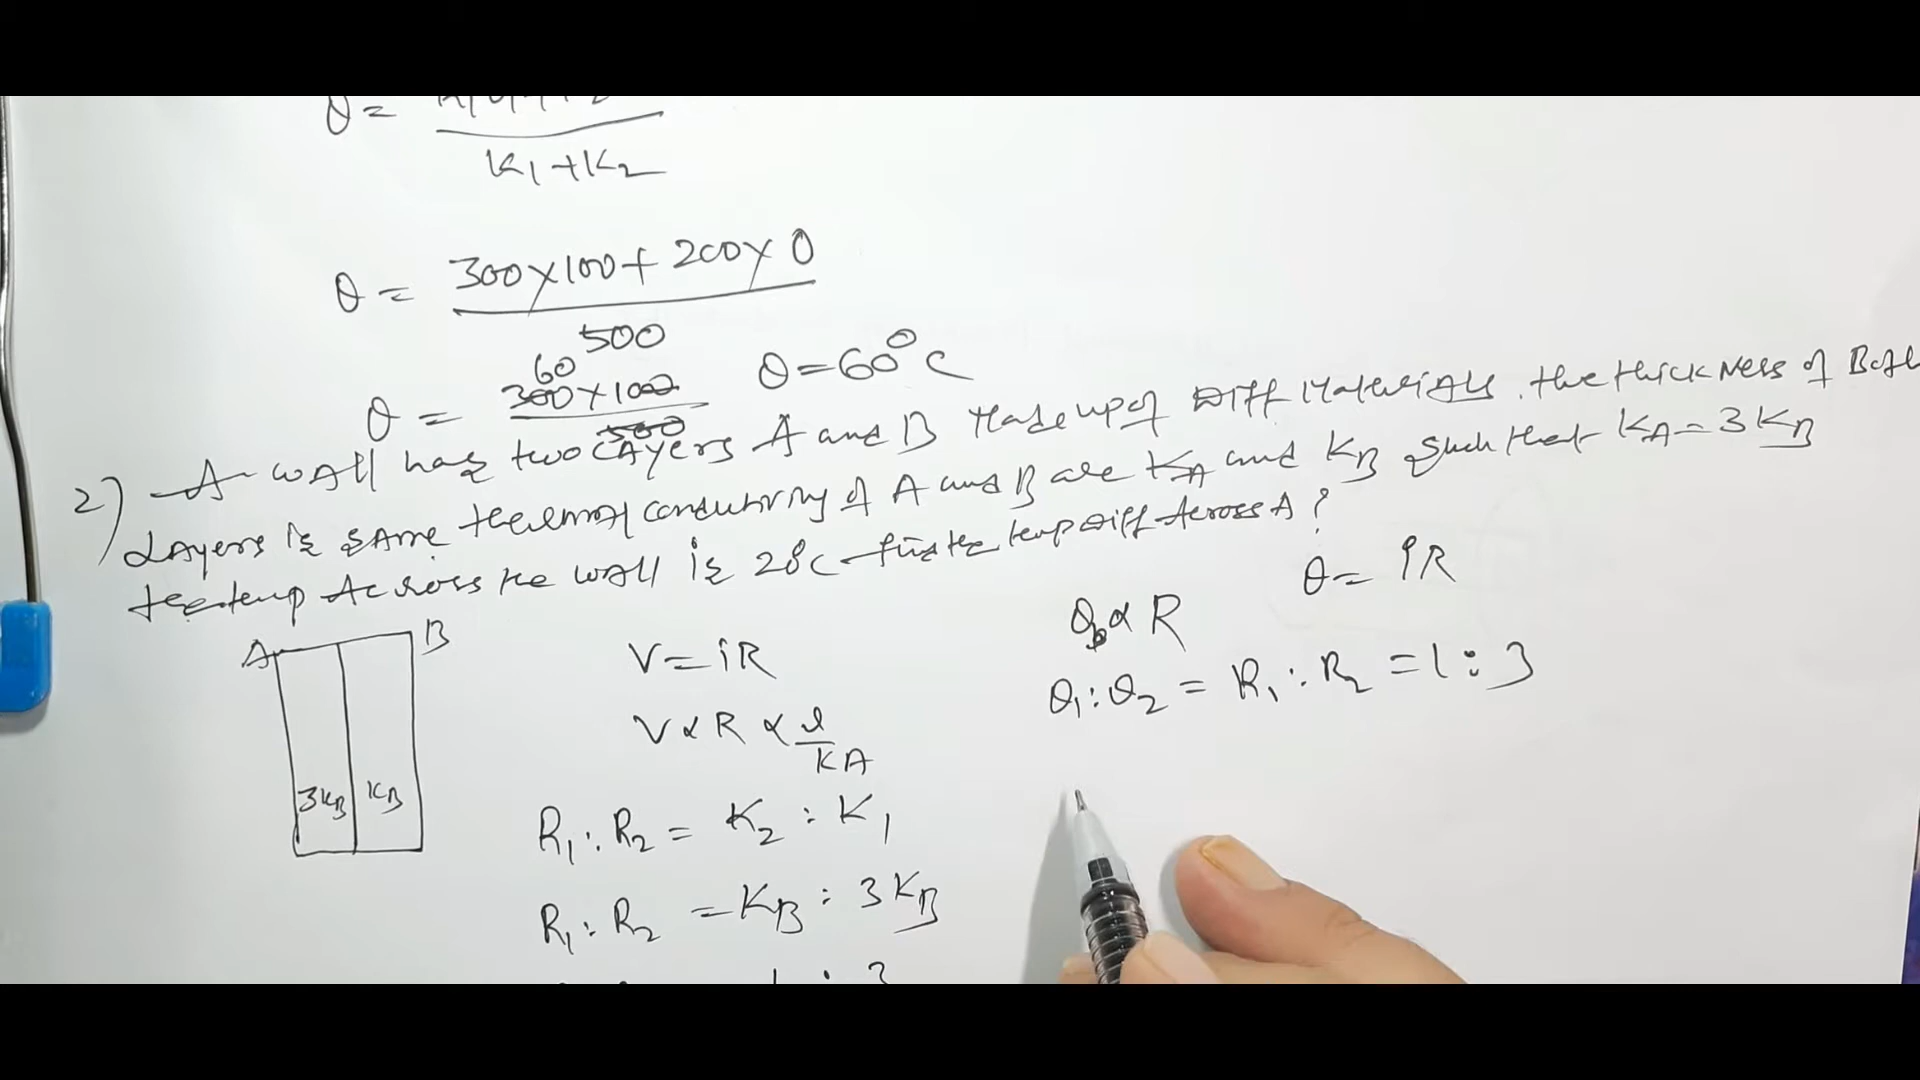 θ =
K1+K2
θ = 300×100+200×0
500
60
θ = 300×100 θ=60°C
500
2) A wall has two Layers A and B Made up of Diff Materials. the thickness of Both
Layers is same thermal conductivity of A and B are KA and KB such that KA=3KB
the temp Across the wall is 20°C find the temp Diff Across A?
A B
3KB KB
V=iR
V∝R∝l/KA
R1:R2= K2:K1
R1:R2 =KB:3KB
θ= iR
θ∝R
θ1:θ2 = R1:R2 =1:3